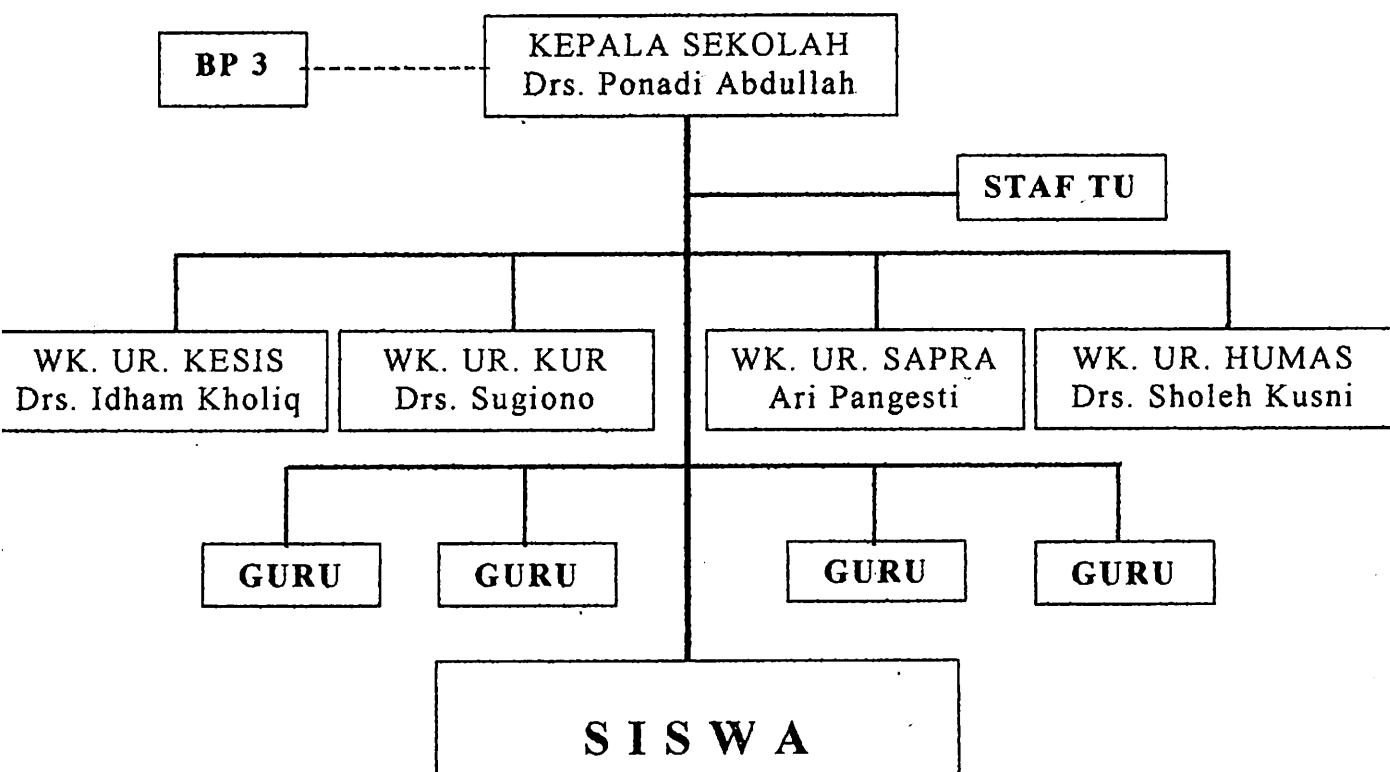 BP 3
KEPALA SEKOLAH
Drs. Ponadi Abdullah
STAF TU
WK. UR. KESIS
Drs. Idham Kholiq
WK. UR. KUR
Drs. Sugiono
WK. UR. SAPRA
Ari Pangesti
WK. UR. HUMAS
Drs. Sholeh Kusni
GURU
GURU
GURU
GURU
S I S W A